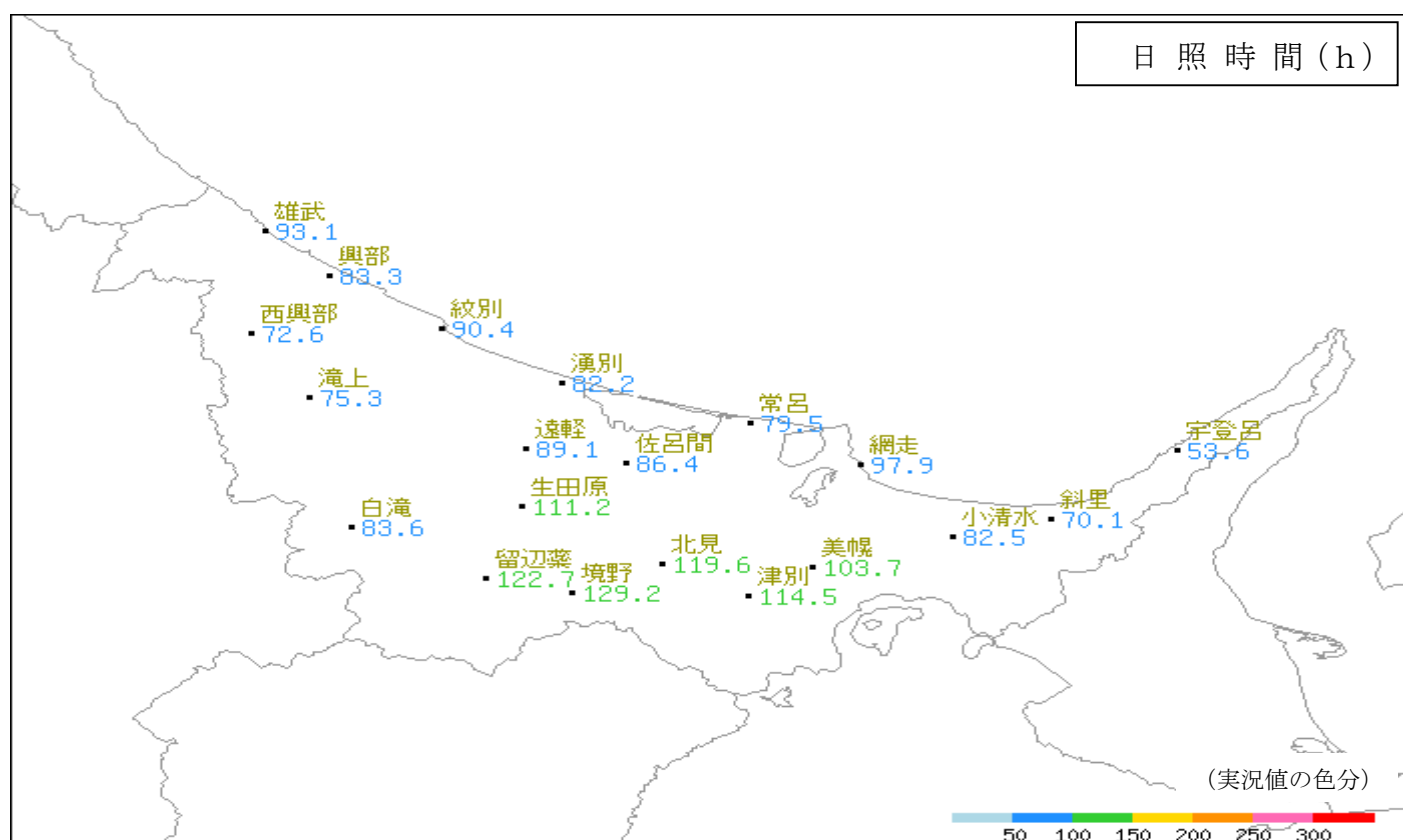 日 照 時 間 (h)
雄武
93.1
興部
83.3
西興部
72.6
紋別
90.4
滝上
75.3
湧別
82.2
常呂
79.5
遠軽
89.1
佐呂間
86.4
網走
97.9
宇登呂
53.6
生田原
111.2
白滝
83.6
小清水
82.5
斜里
70.1
留辺蘂
122.7
境野
129.2
北見
119.6
津別
114.5
美幌
103.7
(実況値の色分)
50 100 150 200 250 300